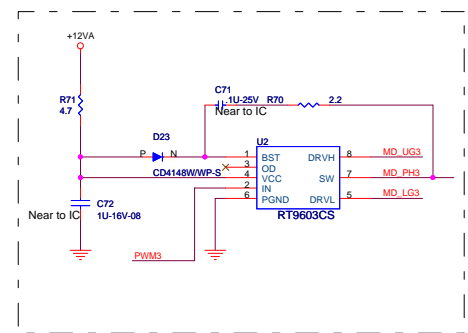 +12VA
R71
4.7
C71
.1U-25V
R70
2.2
Near to IC
D23
P
N
CD4148W/WP-S
U2
1
BST
DRVH
8
MD_UG3
3
OD
4
VCC
SW
7
MD_PH3
2
IN
6
PGND
DRVL
5
MD_LG3
RT9603CS
C72
Near to IC
1U-16V-08
PWM3